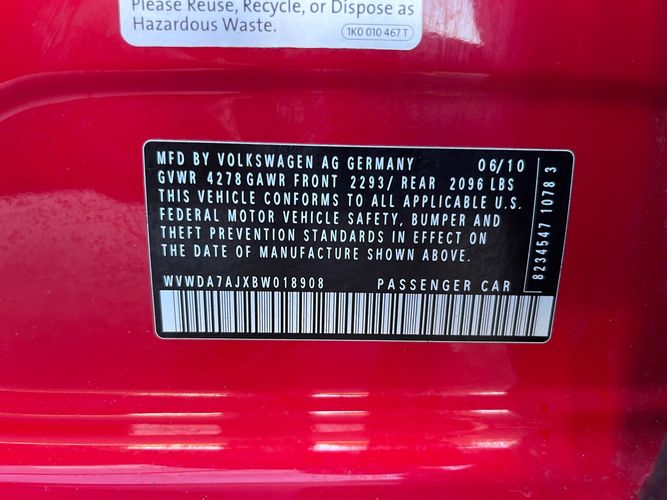 Please Reuse, Recycle, or Dispose as
Hazardous Waste.
1K0 010 467 T
MFD BY VOLKSWAGEN AG GERMANY 06/10
GVWR 4278 GAWR FRONT 2293/ REAR 2096 LBS
THIS VEHICLE CONFORMS TO ALL APPLICABLE U.S.
FEDERAL MOTOR VEHICLE SAFETY, BUMPER AND
THEFT PREVENTION STANDARDS IN EFFECT ON
THE DATE OF MANUFACTURE SHOWN ABOVE.
WVWDA7AJXBW018908 PASSENGER CAR
8234547 1078 3